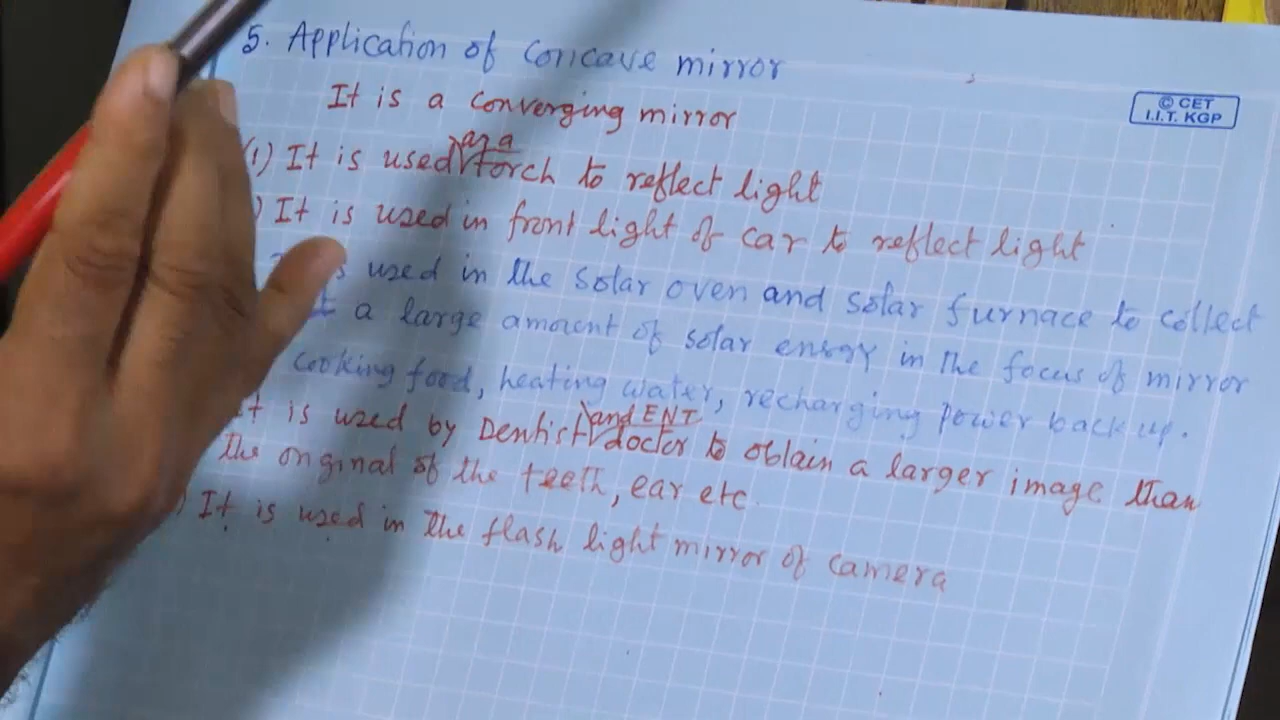 5. Application of concave mirror
© CET
I.I.T. KGP
It is a converging mirror
(1) It is used as a torch to reflect light
) It is used in front light of car to reflect light
used in the solar oven and solar furnace to collect
a large amount of solar energy in the focus of mirror
cooking food, heating water, recharging power back up.
It is used by Dentist and ENT doctor to obtain a larger image than
the original of the teeth, ear etc.
) It is used in the flash light mirror of camera